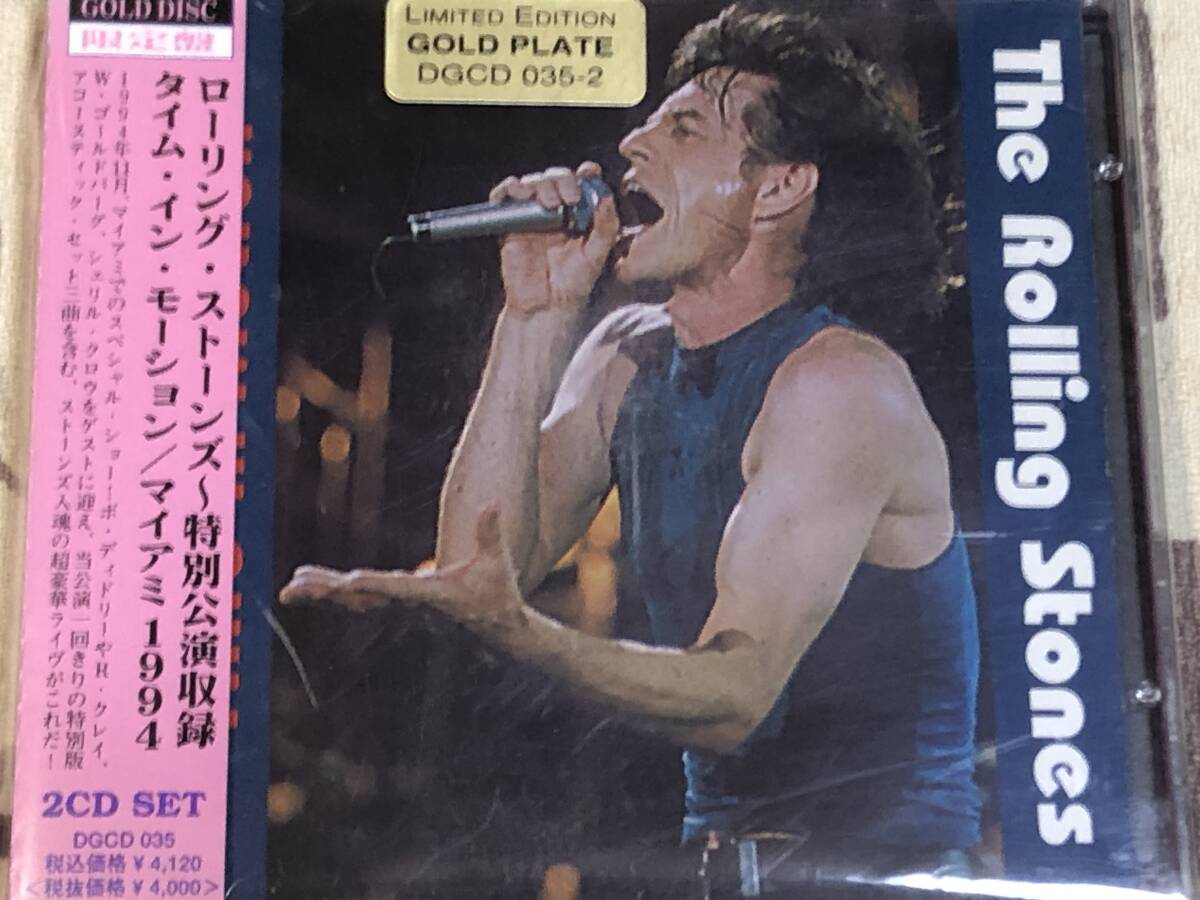 GOLD DISC
限定盤
ローリング・ストーンズ～特別公演収録
タイム・イン・モーション／マイアミ1994
1994年11月、マイアミでのスペシャル・ショー！ボ・ディドリーやR・クレイ、
W・ゴールドバーグ、シェリル・クロウをゲストに迎え、当公演一回きりの特別版
アコースティック・セット三曲を含む、ストーンズ入魂の超豪華ライヴがこれだ！
2CD SET
DGCD 035
税込価格￥4,120
＜税抜価格￥4,000＞
LIMITED EDITION
GOLD PLATE
DGCD 035-2
The Rolling Stones